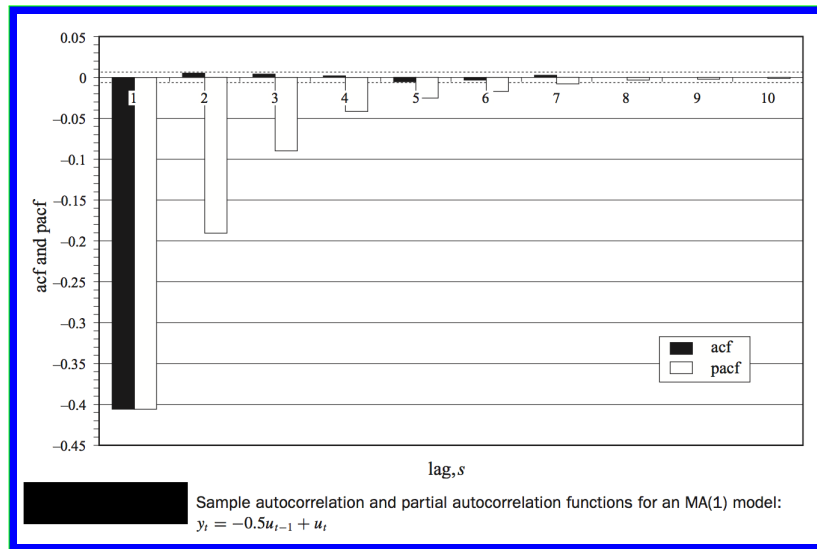 0.05
0
−0.05
−0.1
−0.15
−0.2
−0.25
−0.3
−0.35
−0.4
−0.45
acf and pacf
1 2 3 4 5 6 7 8 9 10
acf
pacf
lag, s
Sample autocorrelation and partial autocorrelation functions for an MA(1) model:
yₜ = −0.5uₜ₋₁ + uₜ